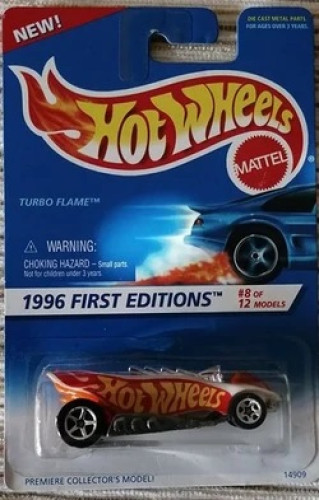 NEW!
DIE CAST METAL PARTS
FOR AGES OVER 3 YEARS
HOT WHEELS
MATTEL
TURBO FLAME™
⚠ WARNING:
CHOKING HAZARD – Small parts.
Not for children under 3 years.
1996 FIRST EDITIONS™
#8 OF
12 MODELS
HOT WHEELS
PREMIERE COLLECTOR'S MODEL!
14909